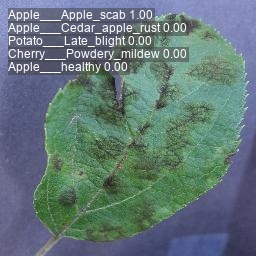 Apple___Apple_scab 1.00
Apple___Cedar_apple_rust 0.00
Potato___Late_blight 0.00
Cherry___Powdery_mildew 0.00
Apple___healthy 0.00